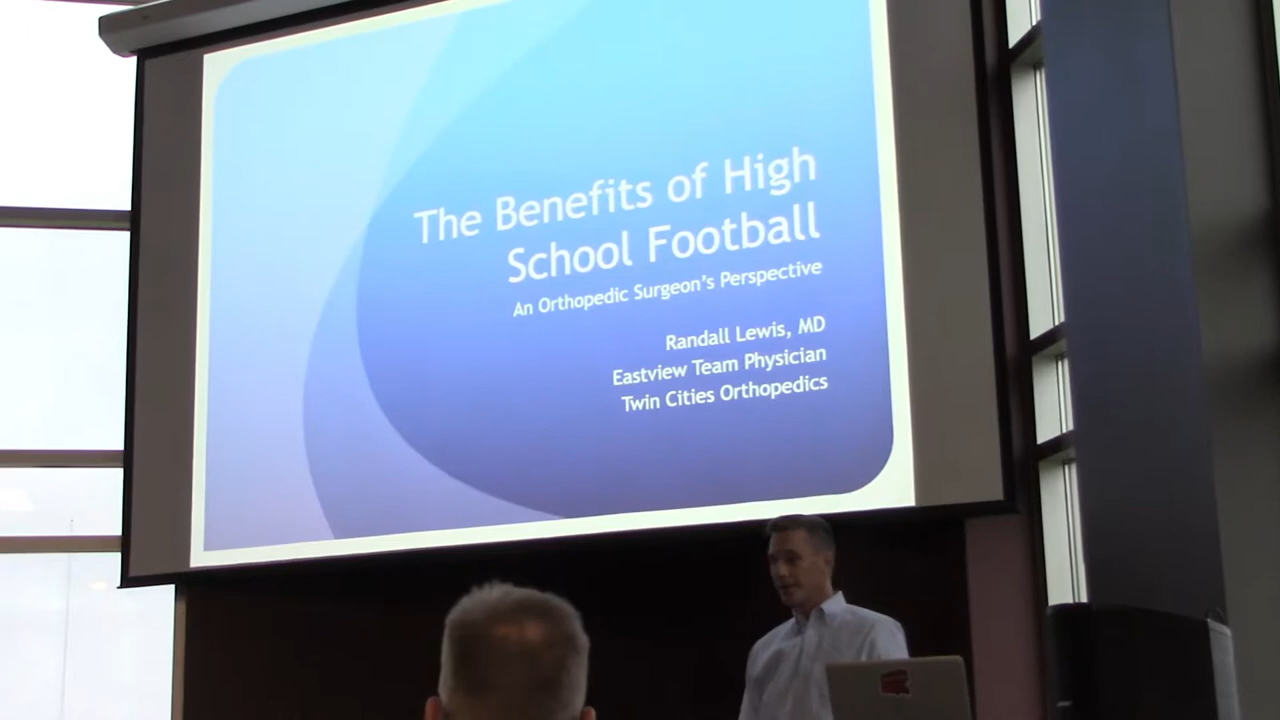 The Benefits of High
School Football
An Orthopedic Surgeon's Perspective
Randall Lewis, MD
Eastview Team Physician
Twin Cities Orthopedics